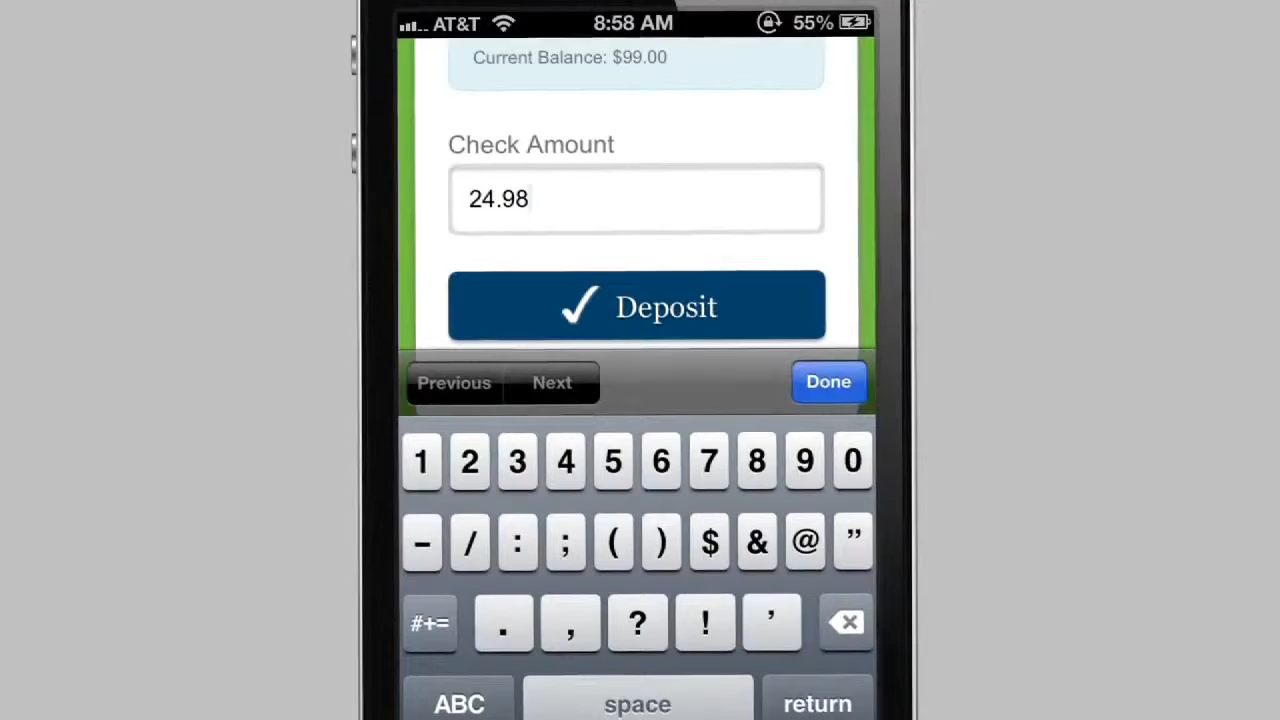 AT&T 8:58 AM 55%
Current Balance: $99.00
Check Amount
24.98
Deposit
Previous Next Done
1 2 3 4 5 6 7 8 9 0
- / : ; ( ) $ & @ "
#+= . , ? ! '
ABC space return